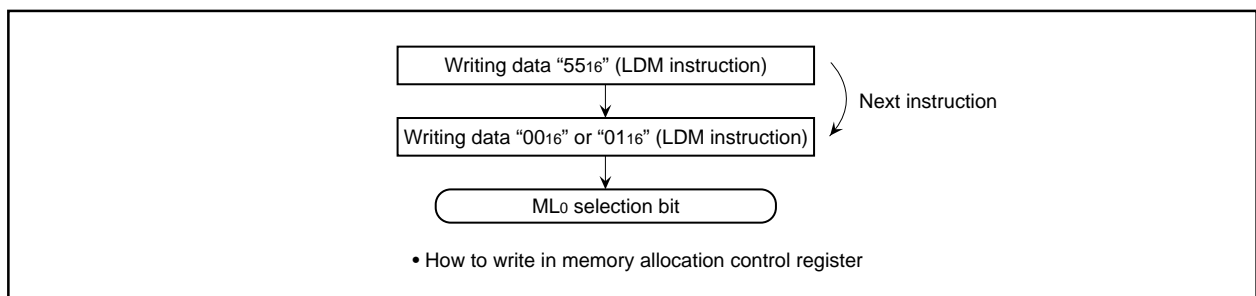 Writing data “5516” (LDM instruction)
Next instruction
Writing data “0016” or “0116” (LDM instruction)
ML0 selection bit
• How to write in memory allocation control register